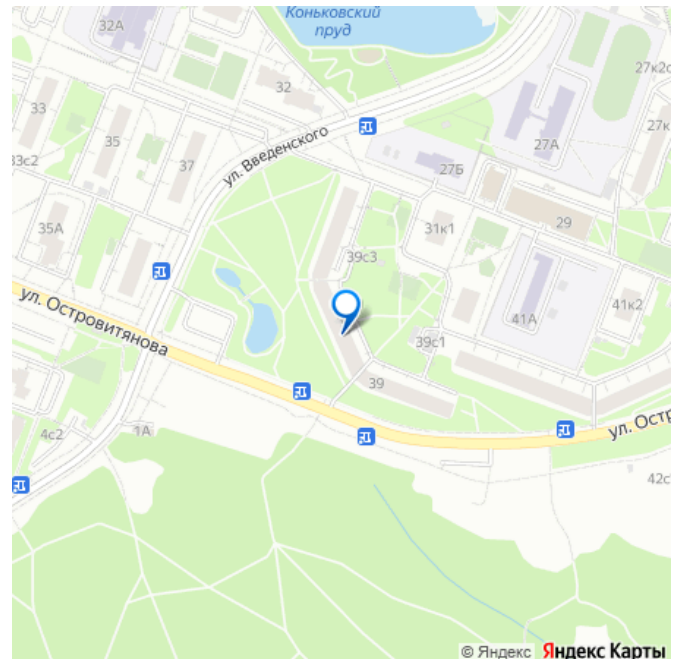 Коньковский
пруд
32А
32
27к2с
33
35
37
ул. Введенского
27А
27к
33с2
27Б
35А
31к1
29
39с3
ул. Островитянова
41А
41к2
39с1
39
4с2
1А
ул. Остр
42с
© Яндекс Яндекс Карты